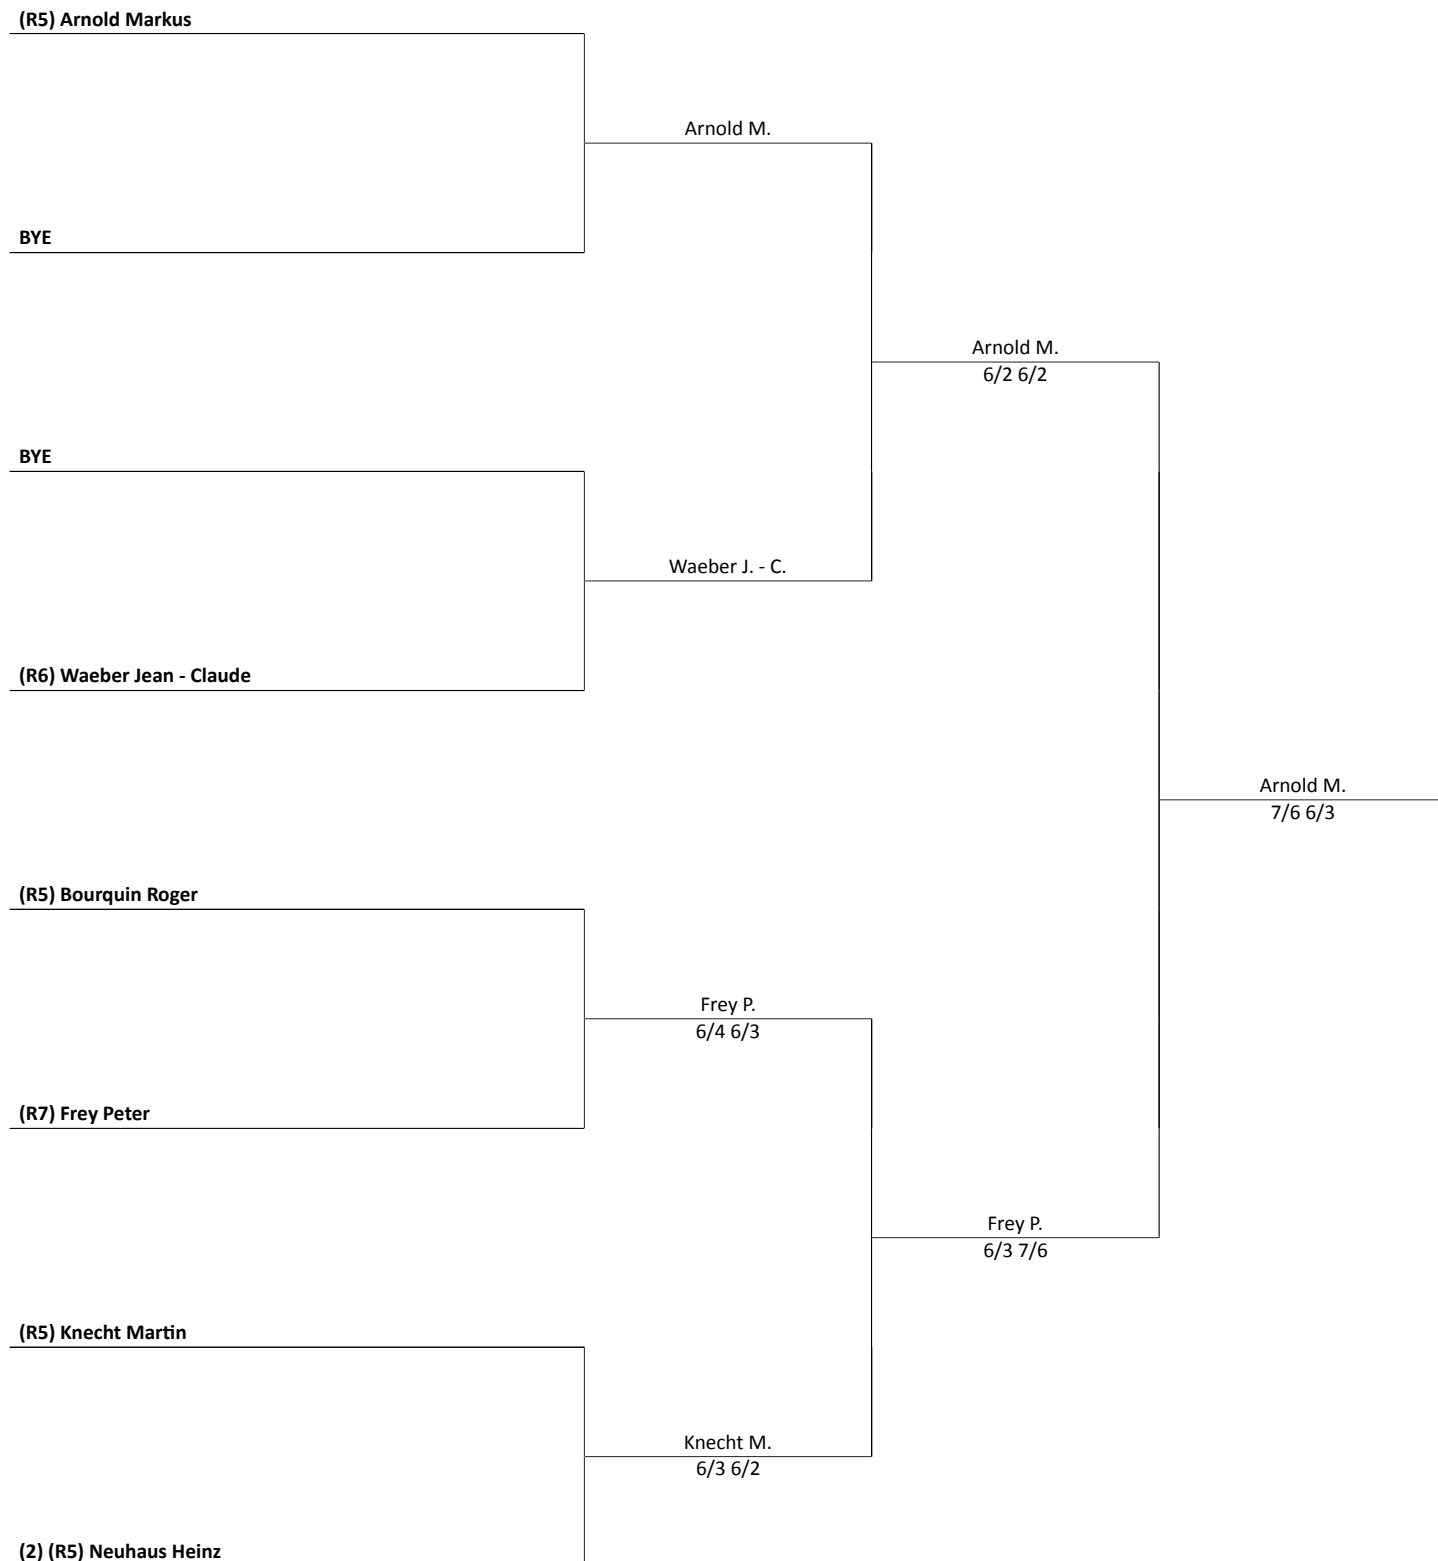 (R5) Arnold Markus
Arnold M.
BYE
Arnold M.
6/2 6/2
BYE
Waeber J. - C.
(R6) Waeber Jean - Claude
Arnold M.
7/6 6/3
(R5) Bourquin Roger
Frey P.
6/4 6/3
(R7) Frey Peter
Frey P.
6/3 7/6
(R5) Knecht Martin
Knecht M.
6/3 6/2
(2) (R5) Neuhaus Heinz